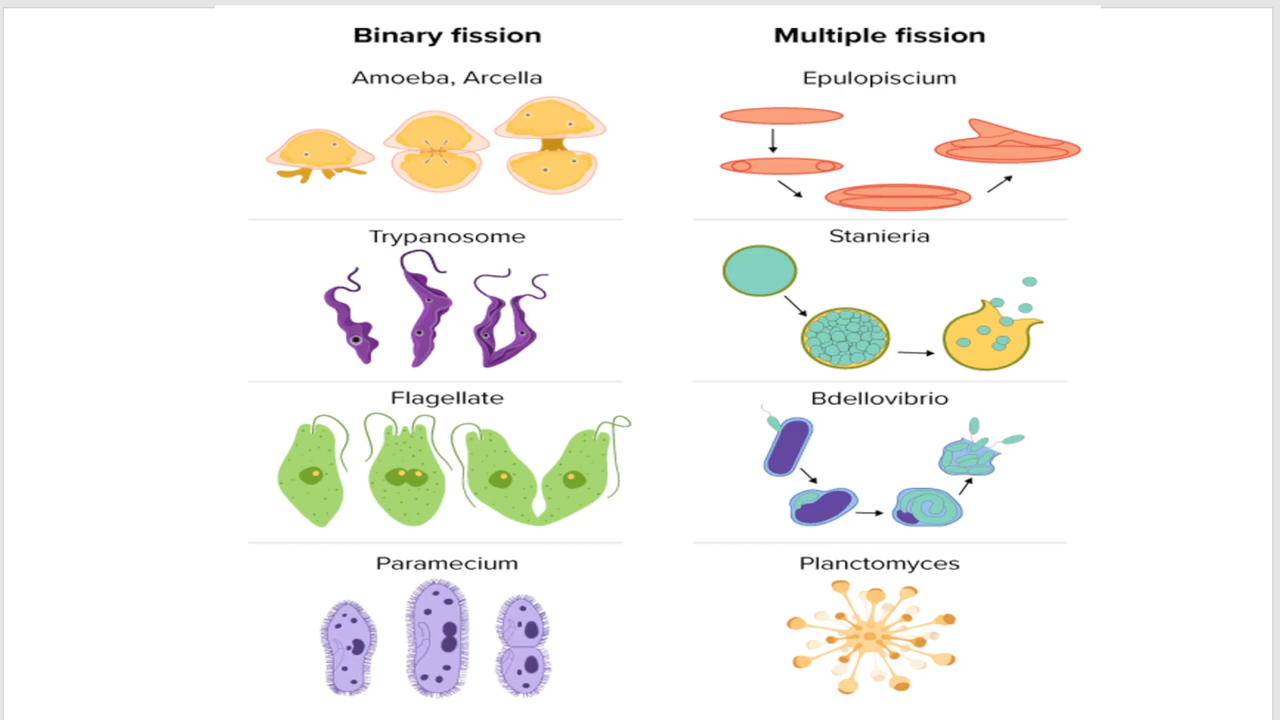 Binary fission
Multiple fission
Amoeba, Arcella
Epulopiscium
Trypanosome
Stanieria
Flagellate
Bdellovibrio
Paramecium
Planctomyces